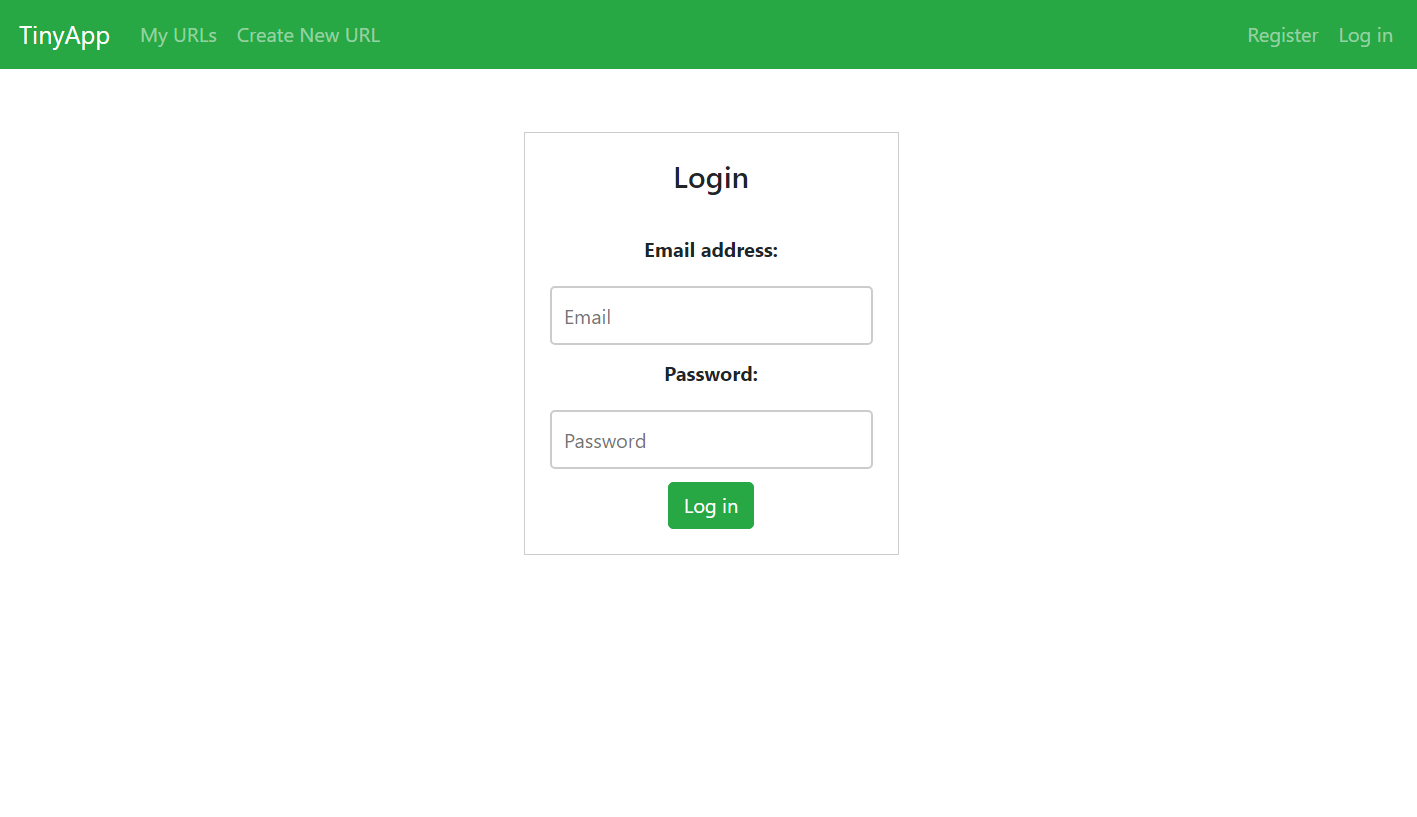 TinyApp My URLs Create New URL Register Log in
Login
Email address:
Email
Password:
Password
Log in